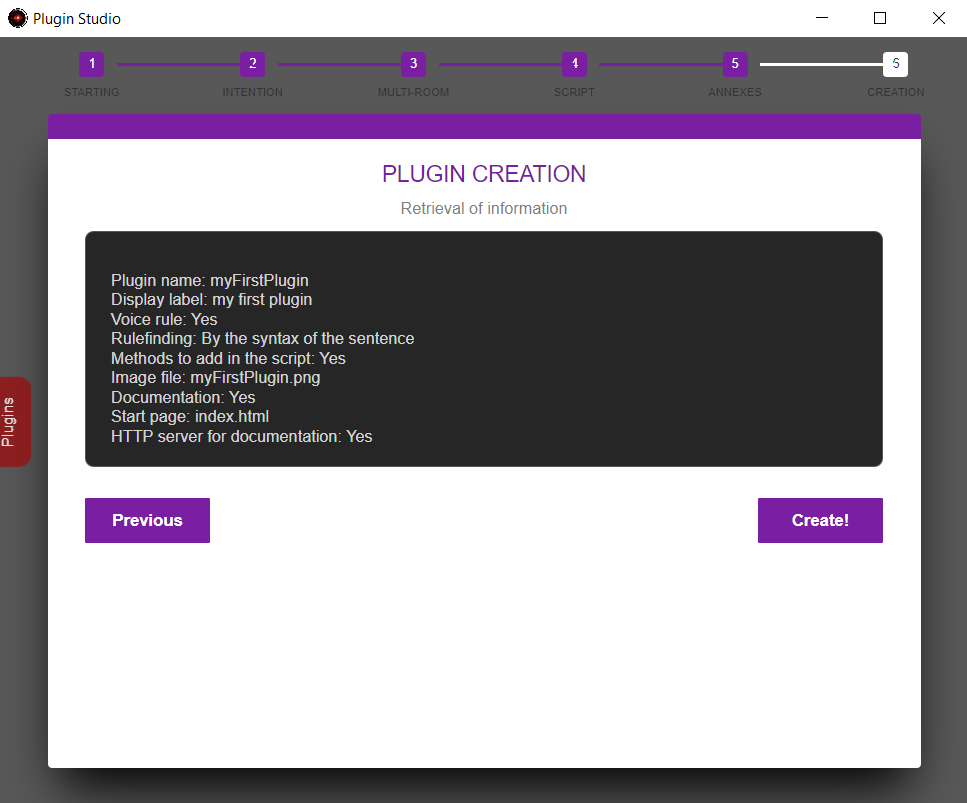 Plugin Studio
1 2 3 4 5 6
STARTING INTENTION MULTI-ROOM SCRIPT ANNEXES CREATION
PLUGIN CREATION
Retrieval of information
Plugin name: myFirstPlugin
Display label: my first plugin
Voice rule: Yes
Rulefinding: By the syntax of the sentence
Methods to add in the script: Yes
Image file: myFirstPlugin.png
Documentation: Yes
Start page: index.html
HTTP server for documentation: Yes
Plugins
Previous Create!